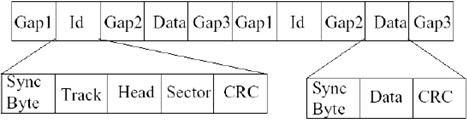 Gap1 Id Gap2 Data Gap3 Gap1 Id Gap2 Data Gap3
Sync Byte Track Head Sector CRC
Sync Byte Data CRC